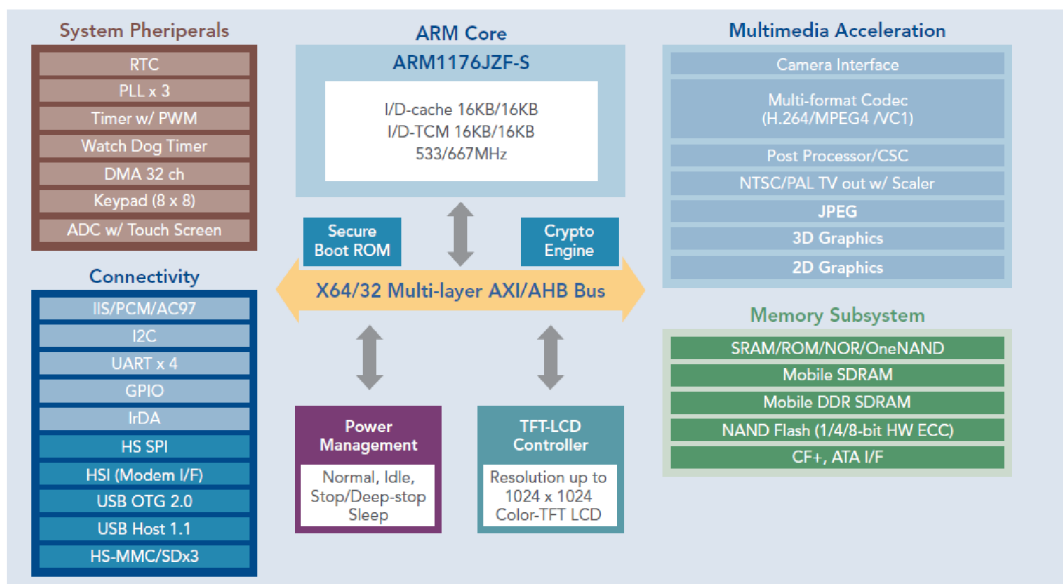 System Pheriperals
RTC
PLL x 3
Timer w/ PWM
Watch Dog Timer
DMA 32 ch
Keypad (8 x 8)
ADC w/ Touch Screen
Connectivity
IIS/PCM/AC97
I2C
UART x 4
GPIO
IrDA
HS SPI
HSI (Modem I/F)
USB OTG 2.0
USB Host 1.1
HS-MMC/SDx3
ARM Core
ARM1176JZF-S
I/D-cache 16KB/16KB
I/D-TCM 16KB/16KB
533/667MHz
Secure
Boot ROM
Crypto
Engine
X64/32 Multi-layer AXI/AHB Bus
Power
Management
Normal, Idle,
Stop/Deep-stop
Sleep
TFT-LCD
Controller
Resolution up to
1024 x 1024
Color-TFT LCD
Multimedia Acceleration
Camera Interface
Multi-format Codec
(H.264/MPEG4 /VC1)
Post Processor/CSC
NTSC/PAL TV out w/ Scaler
JPEG
3D Graphics
2D Graphics
Memory Subsystem
SRAM/ROM/NOR/OneNAND
Mobile SDRAM
Mobile DDR SDRAM
NAND Flash (1/4/8-bit HW ECC)
CF+, ATA I/F